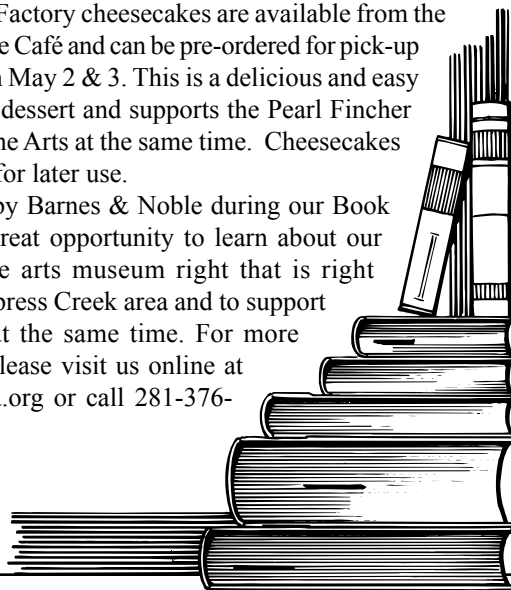 Factory cheesecakes are available from the
e Café and can be pre-ordered for pick-up
n May 2 & 3. This is a delicious and easy
dessert and supports the Pearl Fincher
ne Arts at the same time. Cheesecakes
for later use.
by Barnes & Noble during our Book
reat opportunity to learn about our
e arts museum right that is right
press Creek area and to support
at the same time. For more
lease visit us online at
.org or call 281-376-